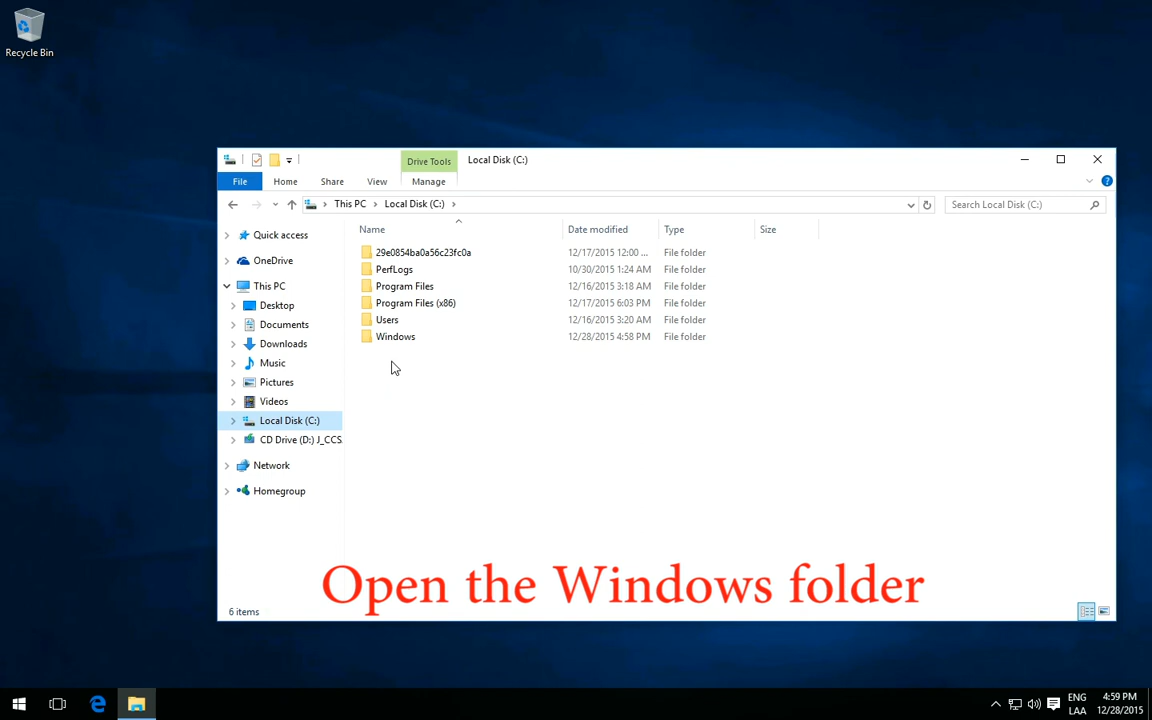 Recycle Bin
Drive Tools
Local Disk (C:)
File
Home
Share
View
Manage
This PC
Local Disk (C:)
Search Local Disk (C:)
Name
Date modified
Type
Size
Quick access
OneDrive
This PC
Desktop
Documents
Downloads
Music
Pictures
Videos
Local Disk (C:)
CD Drive (D:) J_CCS
Network
Homegroup
29e0854ba0a56c23fc0a 12/17/2015 12:00 ... File folder
PerfLogs 10/30/2015 1:24 AM File folder
Program Files 12/16/2015 3:18 AM File folder
Program Files (x86) 12/17/2015 6:03 PM File folder
Users 12/16/2015 3:20 AM File folder
Windows 12/28/2015 4:58 PM File folder
Open the Windows folder
6 items
ENG
LAA
4:59 PM
12/28/2015